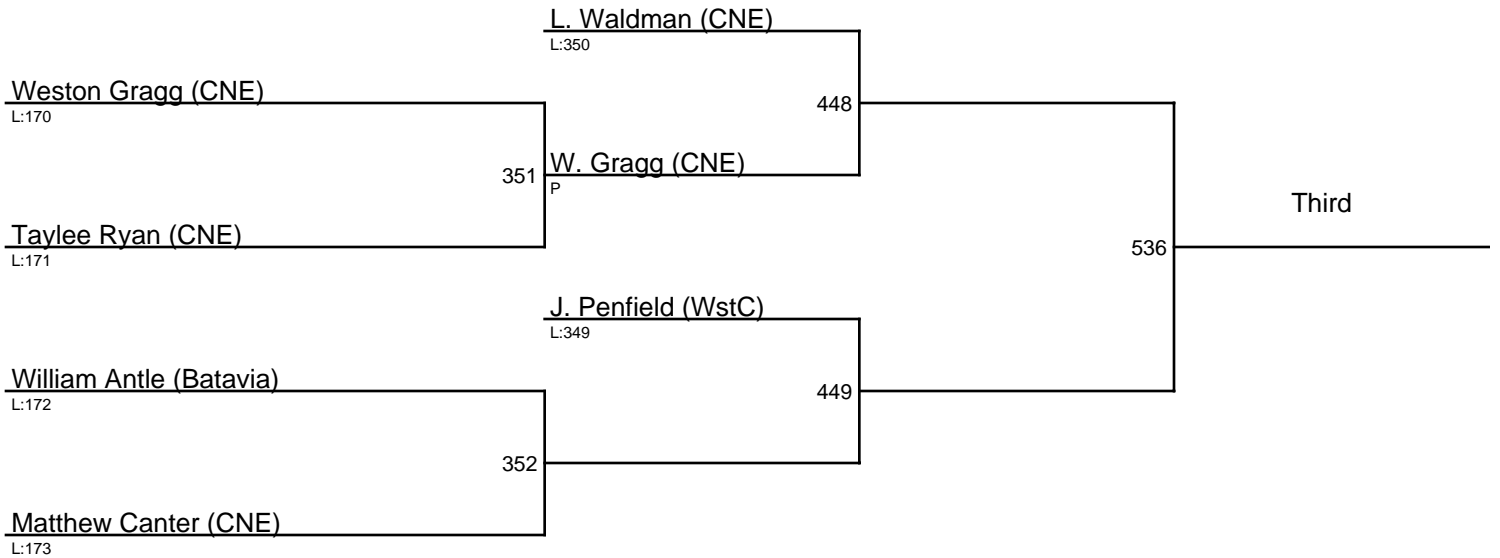 L. Waldman (CNE)
L:350
Weston Gragg (CNE)
L:170
448
351
W. Gragg (CNE)
P
Third
Taylee Ryan (CNE)
L:171
536
J. Penfield (WstC)
L:349
William Antle (Batavia)
L:172
449
352
Matthew Canter (CNE)
L:173